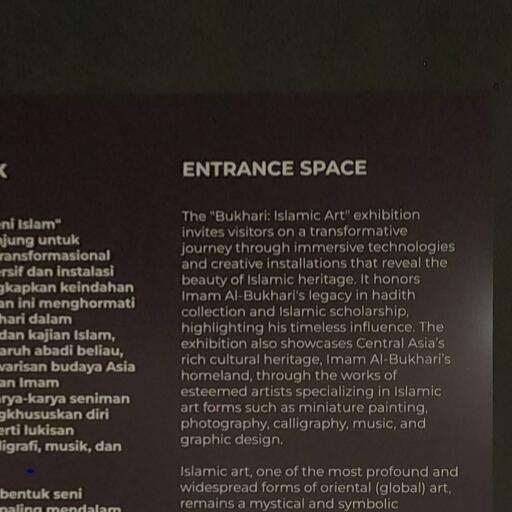 K
ni Islam"
jung untuk
ransformasional
rsif dan instalasi
gkapkan keindahan
an ini menghormati
hari dalam
dan kajian Islam,
aruh abadi beliau,
warisan budaya Asia
an Imam
arya-karya seniman
gkhususkan diri
erti lukisan
ligrafi, musik, dan
bentuk seni
paling mendalam
ENTRANCE SPACE
The "Bukhari: Islamic Art" exhibition
invites visitors on a transformative
journey through immersive technologies
and creative installations that reveal the
beauty of Islamic heritage. It honors
Imam Al-Bukhari's legacy in hadith
collection and Islamic scholarship,
highlighting his timeless influence. The
exhibition also showcases Central Asia's
rich cultural heritage, Imam Al-Bukhari's
homeland, through the works of
esteemed artists specializing in Islamic
art forms such as miniature painting,
photography, calligraphy, music, and
graphic design.
Islamic art, one of the most profound and
widespread forms of oriental (global) art,
remains a mystical and symbolic